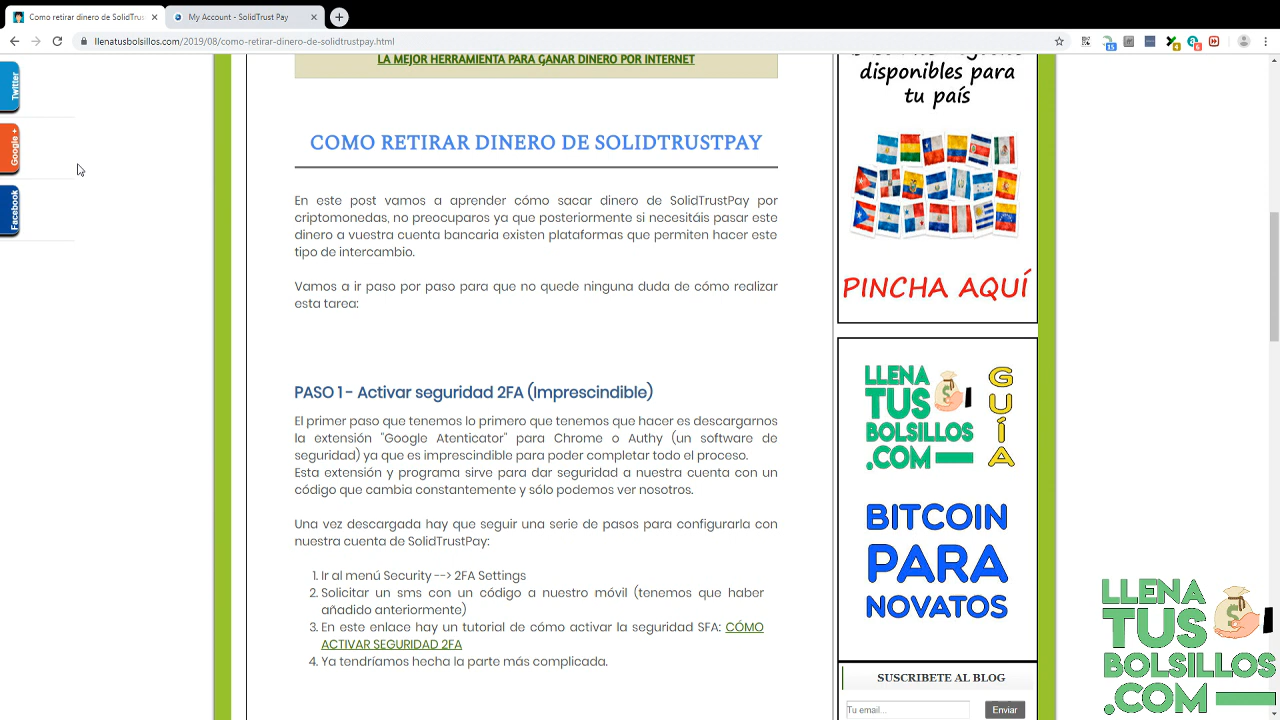 Como retirar dinero de SolidTrus
My Account - SolidTrust Pay
llenatusbolsillos.com/2019/08/como-retirar-dinero-de-solidtrustpay.html
15
4
6
Twitter
Google +
Facebook
LA MEJOR HERRAMIENTA PARA GANAR DINERO POR INTERNET
COMO RETIRAR DINERO DE SOLIDTRUSTPAY
En este post vamos a aprender cómo sacar dinero de SolidTrustPay por
criptomonedas, no preocuparos ya que posteriormente si necesitáis pasar este
dinero a vuestra cuenta bancaria existen plataformas que permiten hacer este
tipo de intercambio.
Vamos a ir paso por paso para que no quede ninguna duda de cómo realizar
esta tarea:
PASO 1 - Activar seguridad 2FA (Imprescindible)
El primer paso que tenemos lo primero que tenemos que hacer es descargarnos
la extensión "Google Atenticator" para Chrome o Authy (un software de
seguridad) ya que es imprescindible para poder completar todo el proceso.
Esta extensión y programa sirve para dar seguridad a nuestra cuenta con un
código que cambia constantemente y sólo podemos ver nosotros.
Una vez descargada hay que seguir una serie de pasos para configurarla con
nuestra cuenta de SolidTrustPay:
1. Ir al menú Security --> 2FA Settings
2. Solicitar un sms con un código a nuestro móvil (tenemos que haber
añadido anteriormente)
3. En este enlace hay un tutorial de cómo activar la seguridad SFA: CÓMO
ACTIVAR SEGURIDAD 2FA
4. Ya tendríamos hecha la parte más complicada.
disponibles para
tu país
PINCHA AQUÍ
LLENA
TUS
BOLSILLOS
.COM
GUÍA
BITCOIN
PARA
NOVATOS
SUSCRIBETE AL BLOG
Tu email...
Enviar
LLENA
TUS
BOLSILLOS
.COM